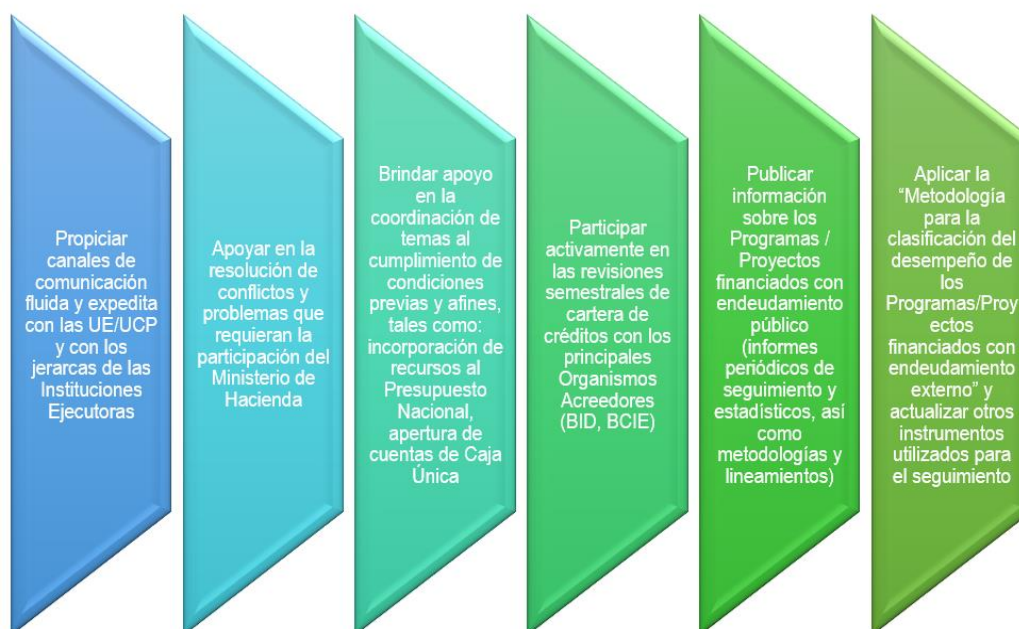 Propiciar
canales de
comunicación
fluida y expedita
con las UE/UCP
y con los
jerarcas de las
Instituciones
Ejecutoras
Apoyar en la
resolución de
conflictos y
problemas que
requieran la
participación del
Ministerio de
Hacienda
Brindar apoyo
en la
coordinación de
temas al
cumplimiento de
condiciones
previas y afines,
tales como:
incorporación de
recursos al
Presupuesto
Nacional,
apertura de
cuentas de Caja
Única
Participar
activamente en
las revisiones
semestrales de
cartera de
créditos con los
principales
Organismos
Acreedores
(BID, BCIE)
Publicar
información
sobre los
Programas /
Proyectos
financiados con
endeudamiento
público
(informes
periódicos de
seguimiento y
estadísticos, así
como
metodologías y
lineamientos)
Aplicar la
“Metodología
para la
clasificación del
desempeño de
los
Programas/Proy
ectos
financiados con
endeudamiento
externo” y
actualizar otros
instrumentos
utilizados para
el seguimiento